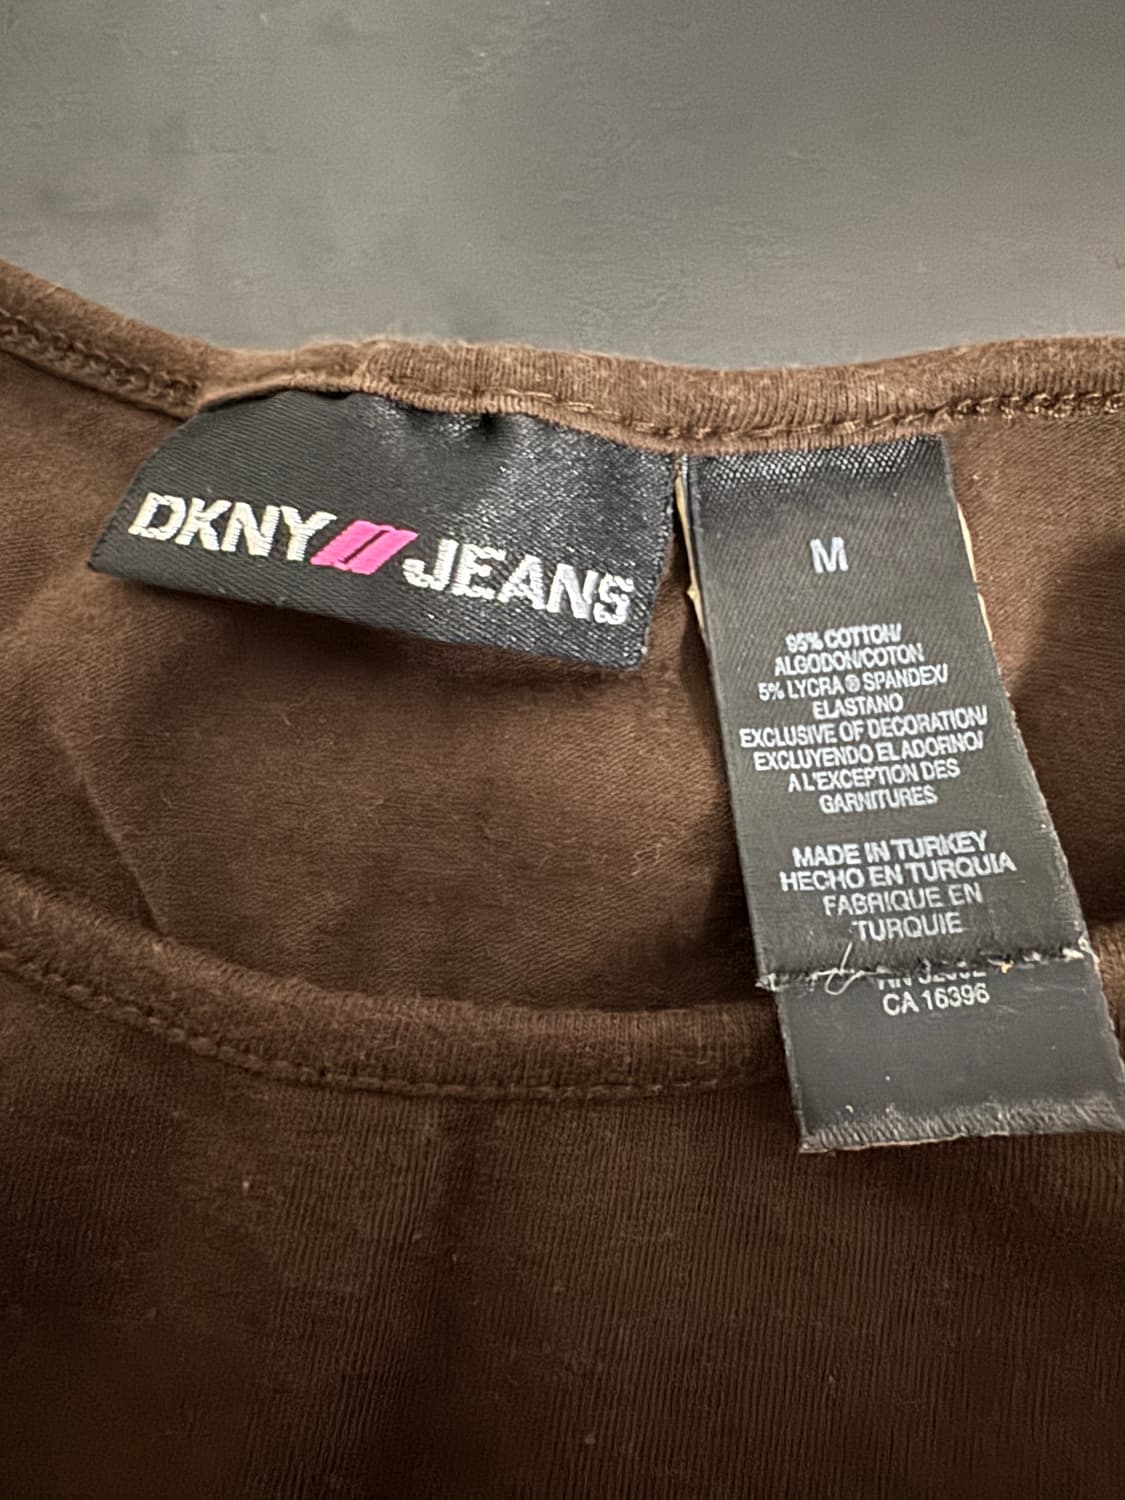 DKNY JEANS
M
95% COTTON/
ALGODON/COTON
5% LYCRA ® SPANDEX/
ELASTANO
EXCLUSIVE OF DECORATION/
EXCLUYENDO EL ADORNO/
A L'EXCEPTION DES
GARNITURES
MADE IN TURKEY
HECHO EN TURQUIA
FABRIQUE EN
TURQUIE
CA 16396